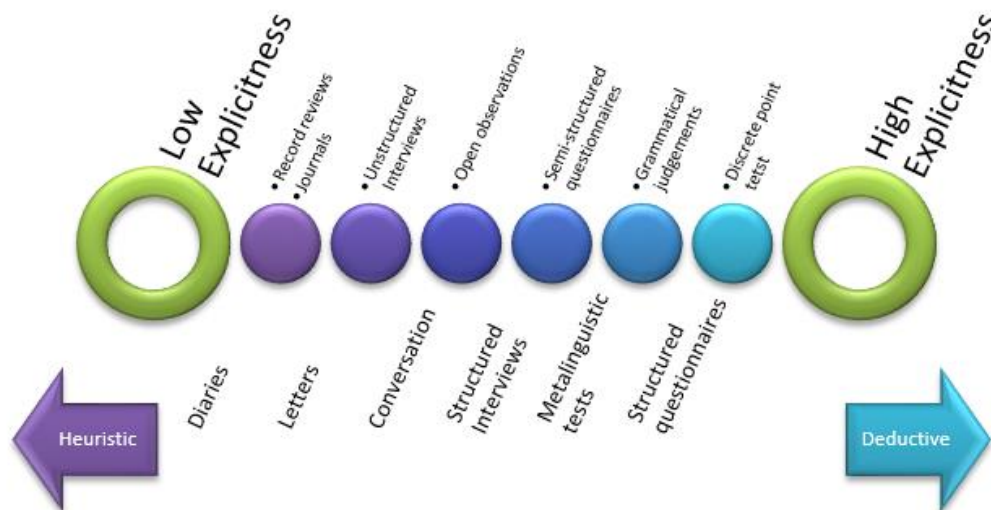 Low
Explicitness
• Record reviews
• Journals
• Unstructured
Interviews
• Open observations
• Semi-structured
questionnaires
• Grammatical
judgements
• Discrete point
tetst
High
Explicitness
Diaries
Letters
Conversation
Structured
Interviews
Metalinguistic
tests
Structured
questionnaires
Heuristic
Deductive